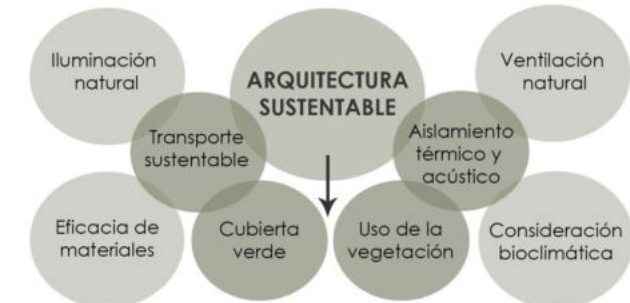 Iluminación
natural
ARQUITECTURA
SUSTENTABLE
Ventilación
natural
Transporte
sustentable
Aislamiento
térmico y
acústico
Eficacia de
materiales
Cubierta
verde
Uso de la
vegetación
Consideración
bioclimática